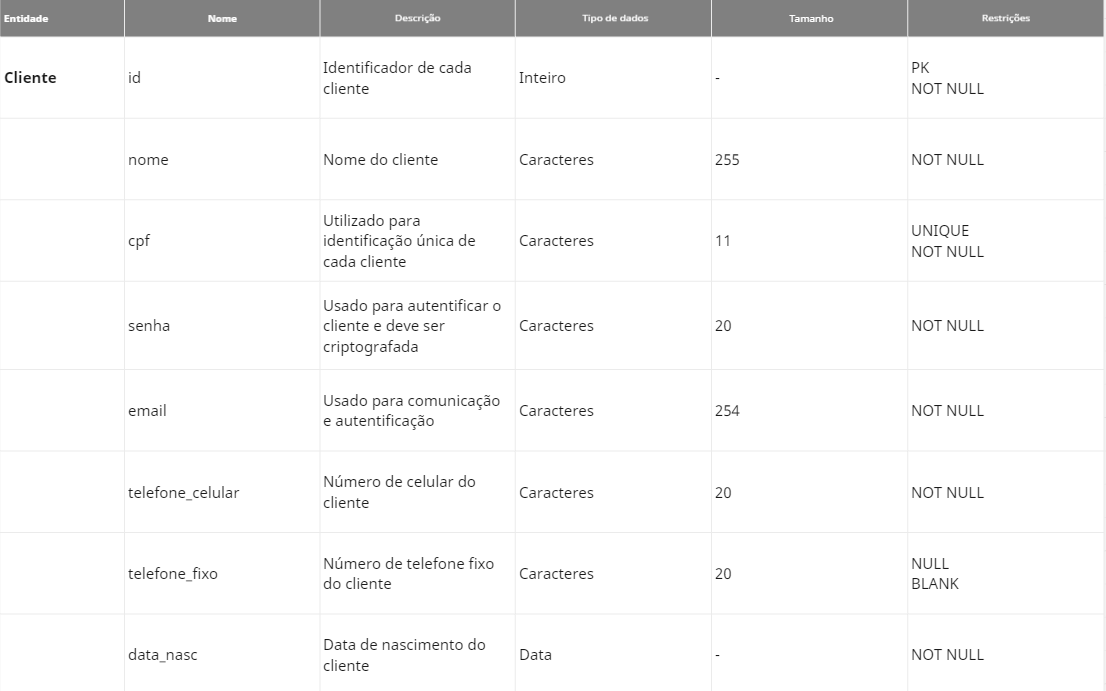 Entidade Nome Descrição Tipo de dados Tamanho Restrições
Cliente id Identificador de cada cliente Inteiro - PK NOT NULL
nome Nome do cliente Caracteres 255 NOT NULL
cpf Utilizado para identificação única de cada cliente Caracteres 11 UNIQUE NOT NULL
senha Usado para autentificar o cliente e deve ser criptografada Caracteres 20 NOT NULL
email Usado para comunicação e autentificação Caracteres 254 NOT NULL
telefone_celular Número de celular do cliente Caracteres 20 NOT NULL
telefone_fixo Número de telefone fixo do cliente Caracteres 20 NULL BLANK
data_nasc Data de nascimento do cliente Data - NOT NULL